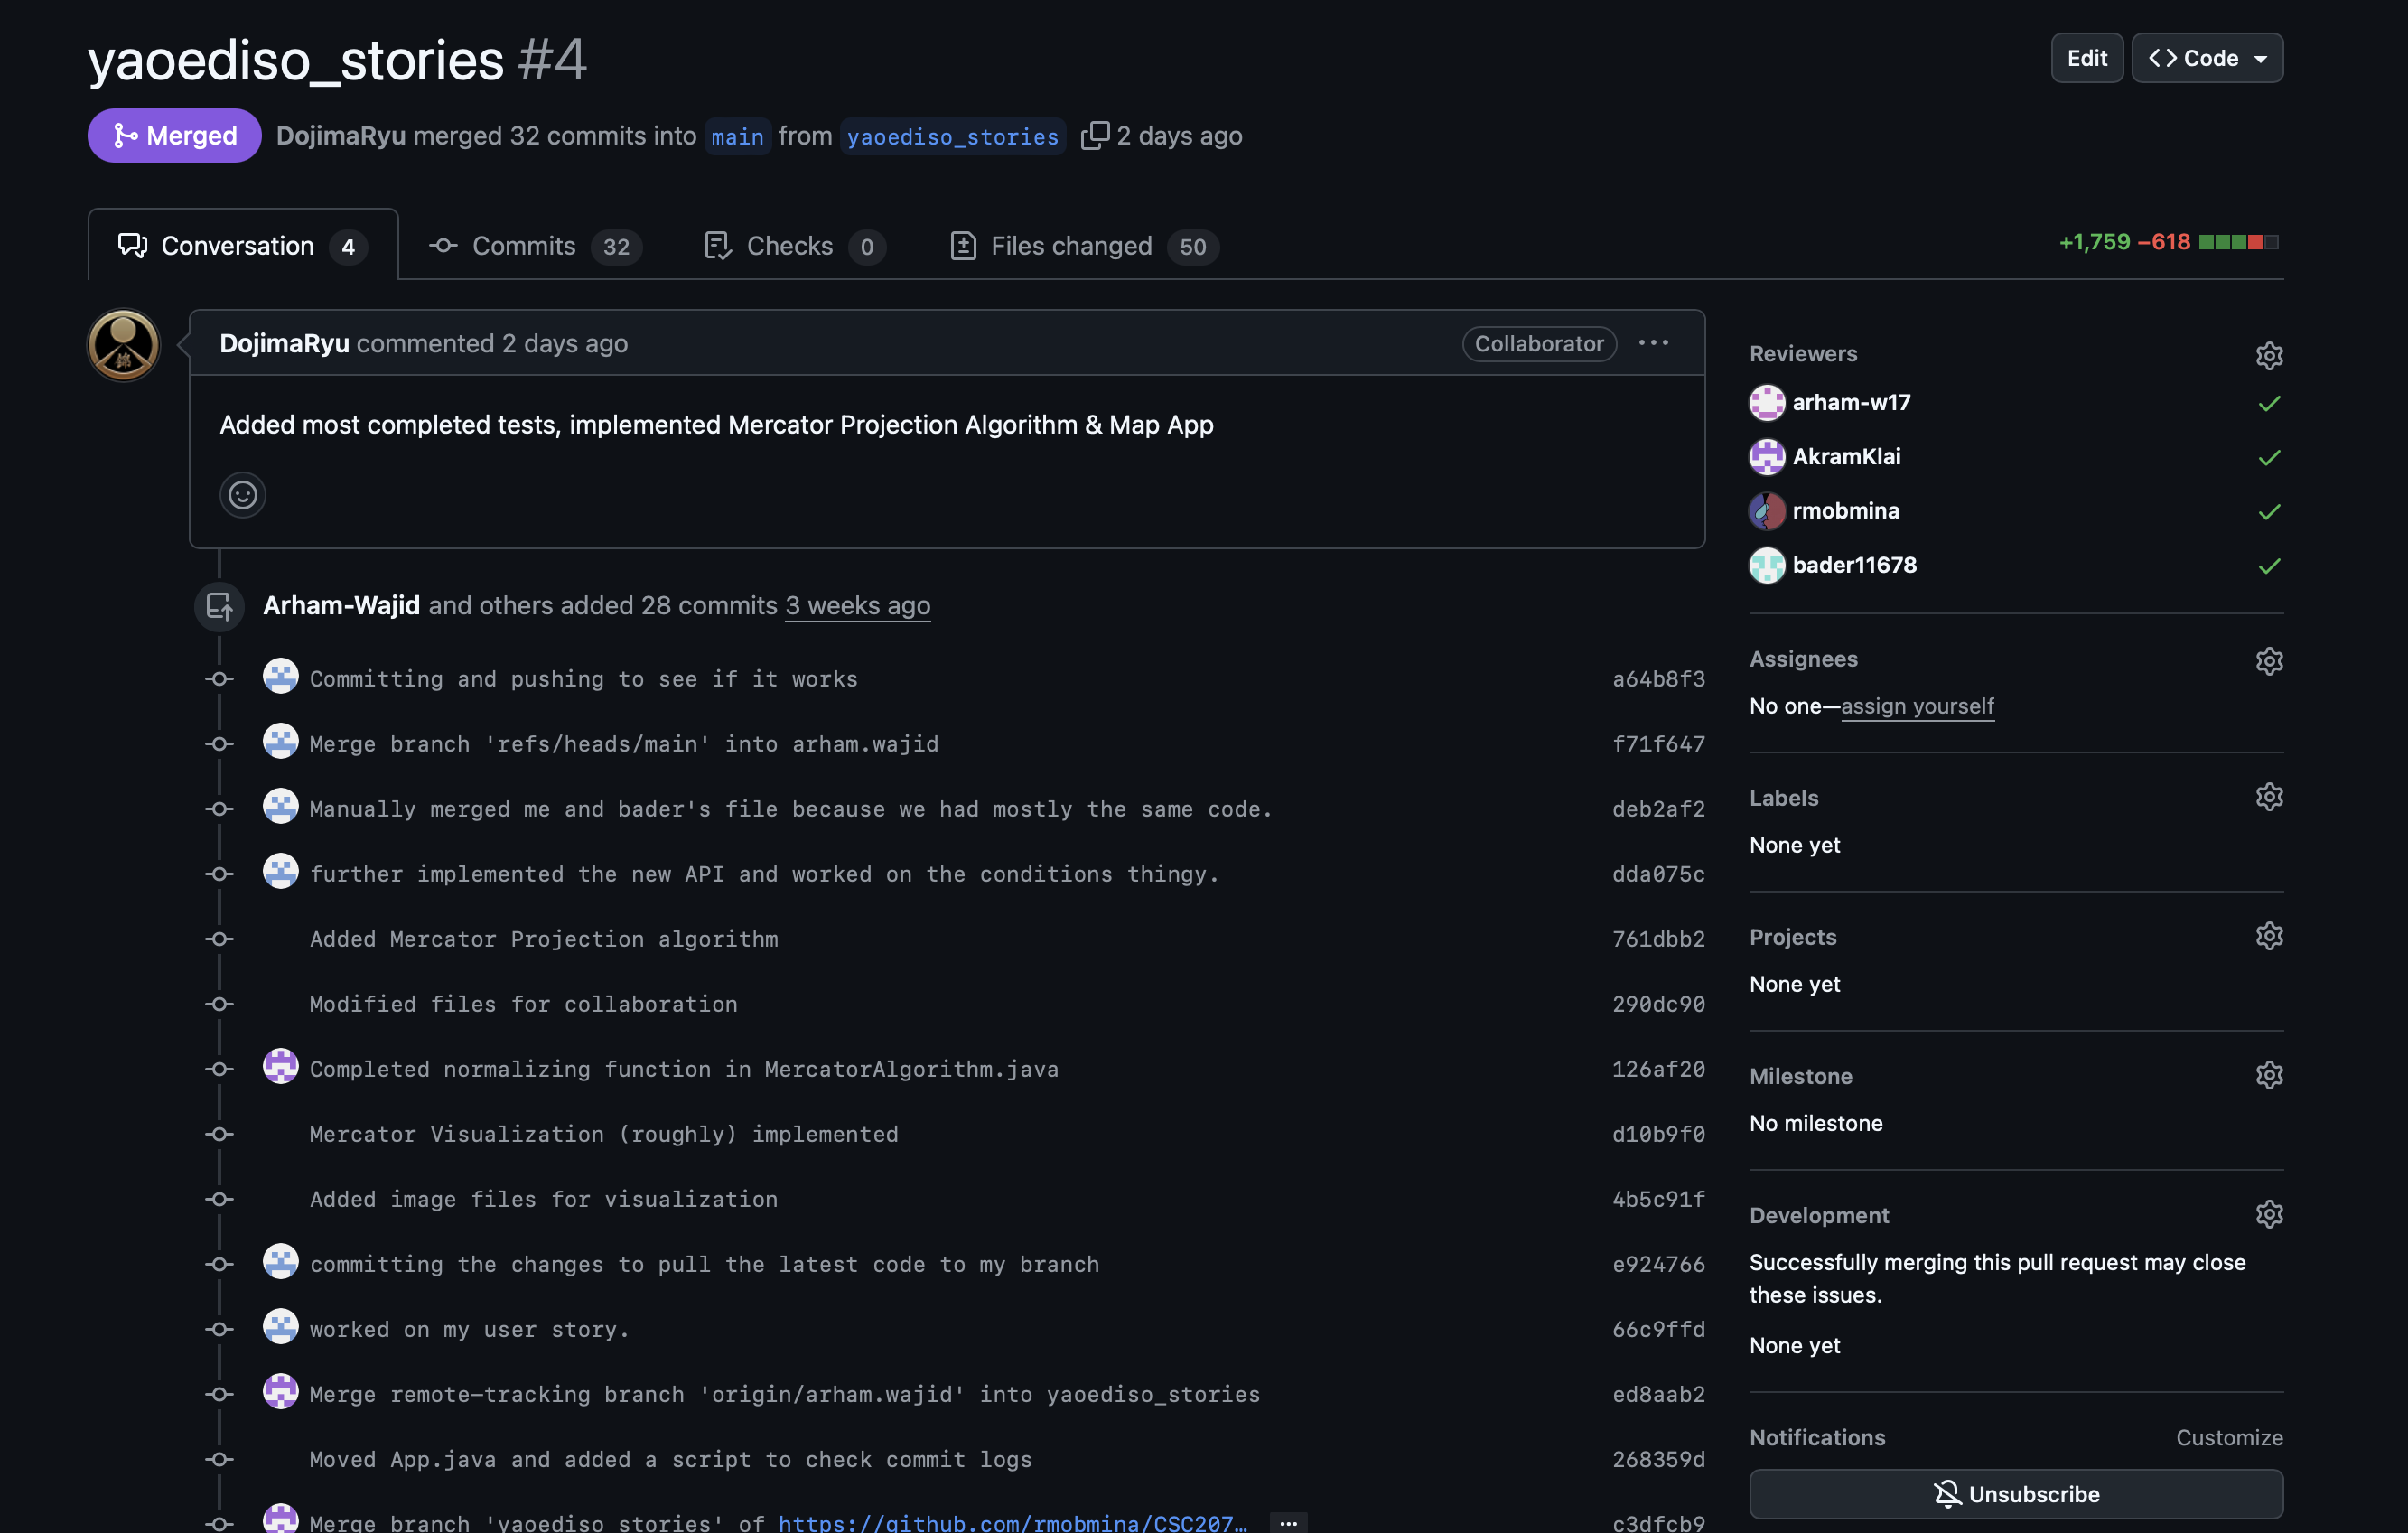 yaoediso_stories #4
Edit
Code
Merged DojimaRyu merged 32 commits into main from yaoediso_stories 2 days ago
Conversation 4
Commits 32
Checks 0
Files changed 50
+1,759 −618
DojimaRyu commented 2 days ago
Collaborator
Added most completed tests, implemented Mercator Projection Algorithm & Map App
Arham-Wajid and others added 28 commits 3 weeks ago
Committing and pushing to see if it works a64b8f3
Merge branch 'refs/heads/main' into arham.wajid f71f647
Manually merged me and bader's file because we had mostly the same code. deb2af2
further implemented the new API and worked on the conditions thingy. dda075c
Added Mercator Projection algorithm 761dbb2
Modified files for collaboration 290dc90
Completed normalizing function in MercatorAlgorithm.java 126af20
Mercator Visualization (roughly) implemented d10b9f0
Added image files for visualization 4b5c91f
committing the changes to pull the latest code to my branch e924766
worked on my user story. 66c9ffd
Merge remote-tracking branch 'origin/arham.wajid' into yaoediso_stories ed8aab2
Moved App.java and added a script to check commit logs 268359d
Merge branch 'yaoediso_stories' of https://github.com/rmobmina/CSC207… c3dfcb9
Reviewers
arham-w17
AkramKlai
rmobmina
bader11678
Assignees
No one—assign yourself
Labels
None yet
Projects
None yet
Milestone
No milestone
Development
Successfully merging this pull request may close
these issues.
None yet
Notifications
Customize
Unsubscribe